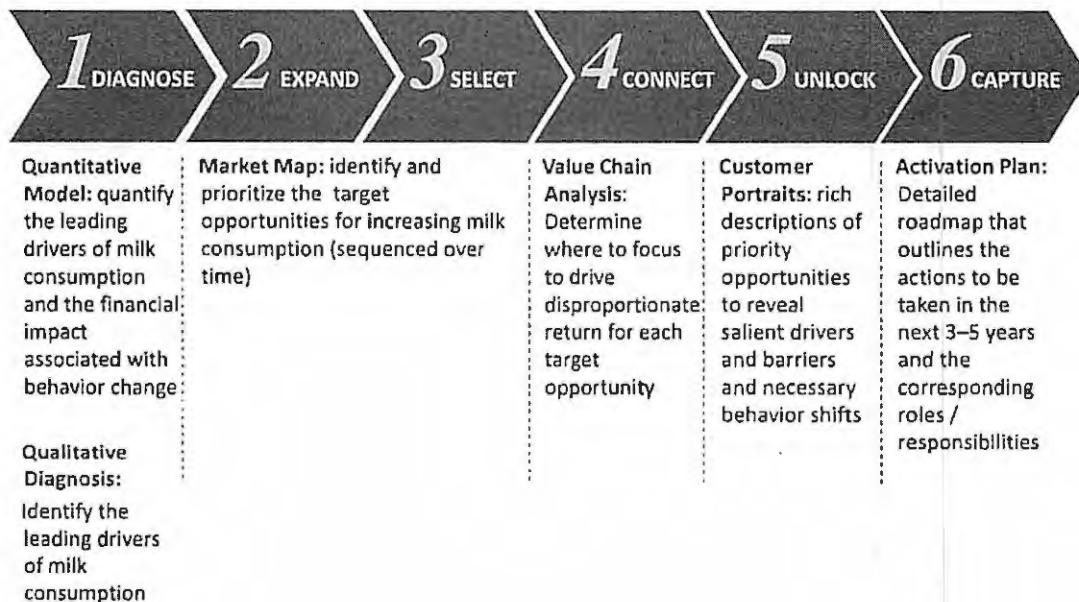 1 DIAGNOSE
2 EXPAND
3 SELECT
4 CONNECT
5 UNLOCK
6 CAPTURE
Quantitative
Model: quantify
the leading
drivers of milk
consumption
and the financial
impact
associated with
behavior change
Qualitative
Diagnosis:
Identify the
leading drivers
of milk
consumption
Market Map: identify and
prioritize the target
opportunities for increasing milk
consumption (sequenced over
time)
Value Chain
Analysis:
Determine
where to focus
to drive
disproportionate
return for each
target
opportunity
Customer
Portraits: rich
descriptions of
priority
opportunities
to reveal
salient drivers
and barriers
and necessary
behavior shifts
Activation Plan:
Detailed
roadmap that
outlines the
actions to be
taken in the
next 3–5 years
and the
corresponding
roles /
responsibilities